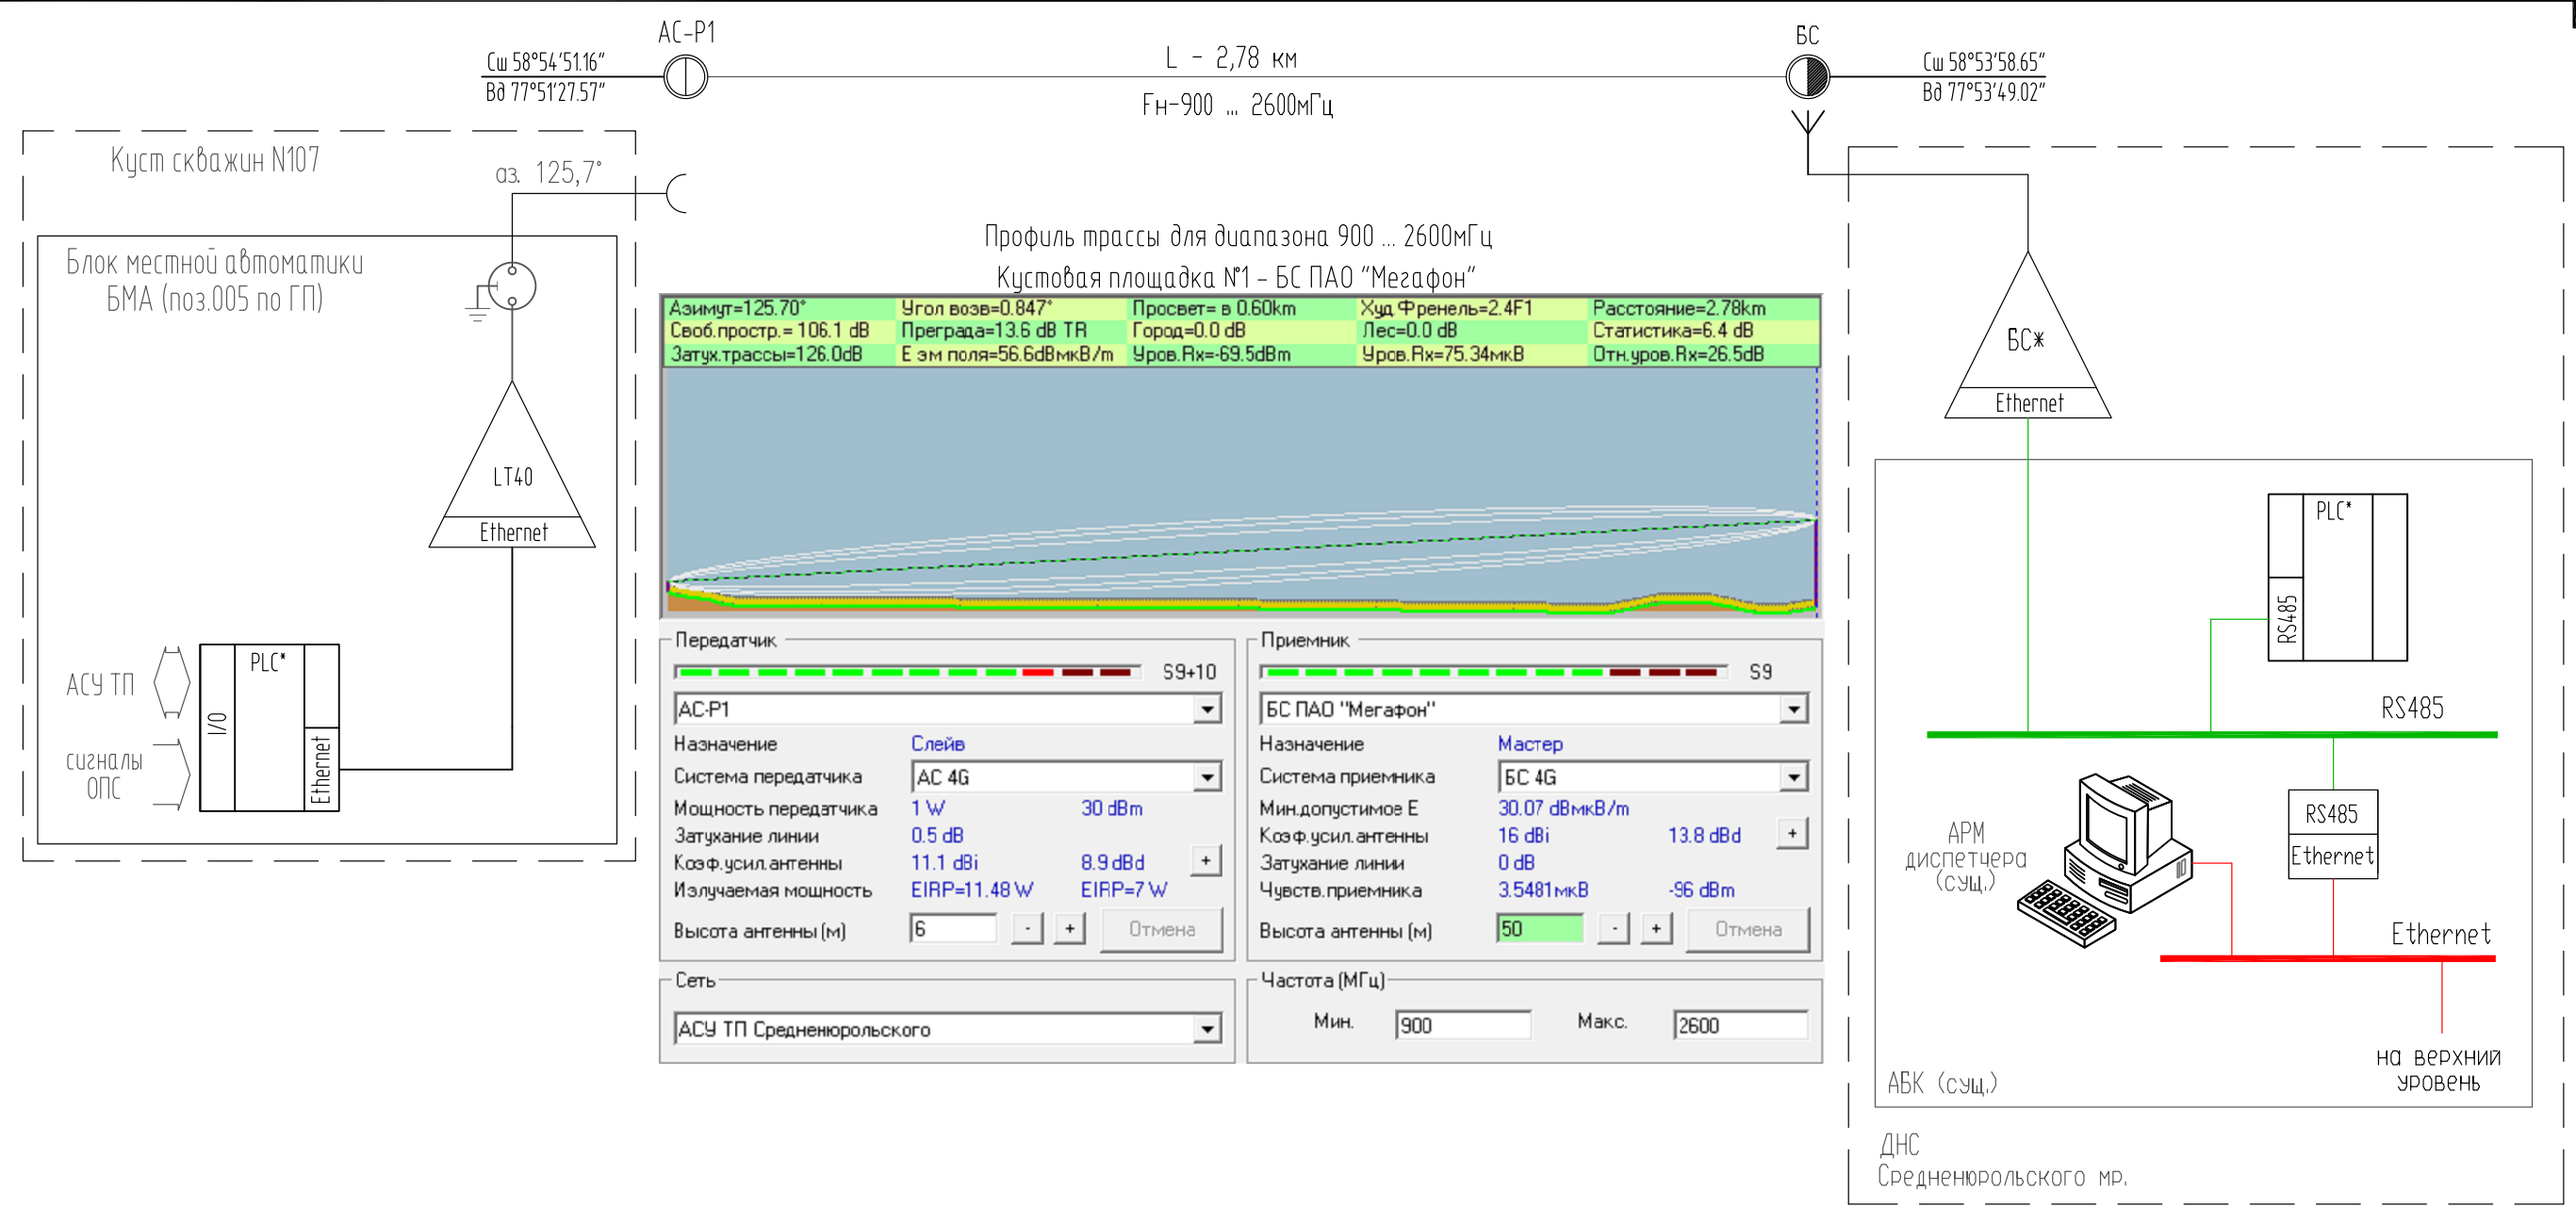 АС-Р1
Сш 58°54'51.16"
Вд 77°51'27.57"
L - 2,78 км
Fн-900 ... 2600мГц
БС
Сш 58°53'58.65"
Вд 77°53'49.02"
Куст скважин N107
аз. 125,7°
Блок местной автоматики
БМА (поз.005 по ГП)
LT40
Ethernet
АСУ ТП
сигналы
ОПС
I/O
PLC*
Ethernet
Профиль трассы для диапазона 900 ... 2600мГц
Кустовая площадка №1 - БС ПАО "Мегафон"
Азимут=125.70° Угол возв=0.847° Просвет= в 0.60km Худ.Френель=2.4F1 Расстояние=2.78km
Своб.простр.= 106.1 dB Преграда=13.6 dB TR Город=0.0 dB Лес=0.0 dB Статистика=6.4 dB
Затух.трассы=126.0dB Е эм поля=56.6dBмкВ/m Уров.Rx=-69.5dBm Уров.Rx=75.34мкВ Отн.уров.Rx=26.5dB
Передатчик
S9+10
АС-Р1
Назначение Слейв
Система передатчика АС 4G
Мощность передатчика 1 W 30 dBm
Затухание линии 0.5 dB
Коэф.усил.антенны 11.1 dBi 8.9 dBd +
Излучаемая мощность EIRP=11.48 W EIRP=7 W
Высота антенны (м) 6 - + Отмена
Приемник
S9
БС ПАО "Мегафон"
Назначение Мастер
Система приемника БС 4G
Мин.допустимое Е 30.07 dBмкВ/m
Коэф.усил.антенны 16 dBi 13.8 dBd +
Затухание линии 0 dB
Чувств.приемника 3.5481мкВ -96 dBm
Высота антенны (м) 50 - + Отмена
Сеть
АСУ ТП Средненюрольского
Частота (МГц)
Мин. 900 Макс. 2600
БС*
Ethernet
PLC*
RS485
RS485
RS485
Ethernet
АРМ
диспетчера
(сущ.)
Ethernet
на верхний
уровень
АБК (сущ.)
ДНС
Средненюрольского мр.